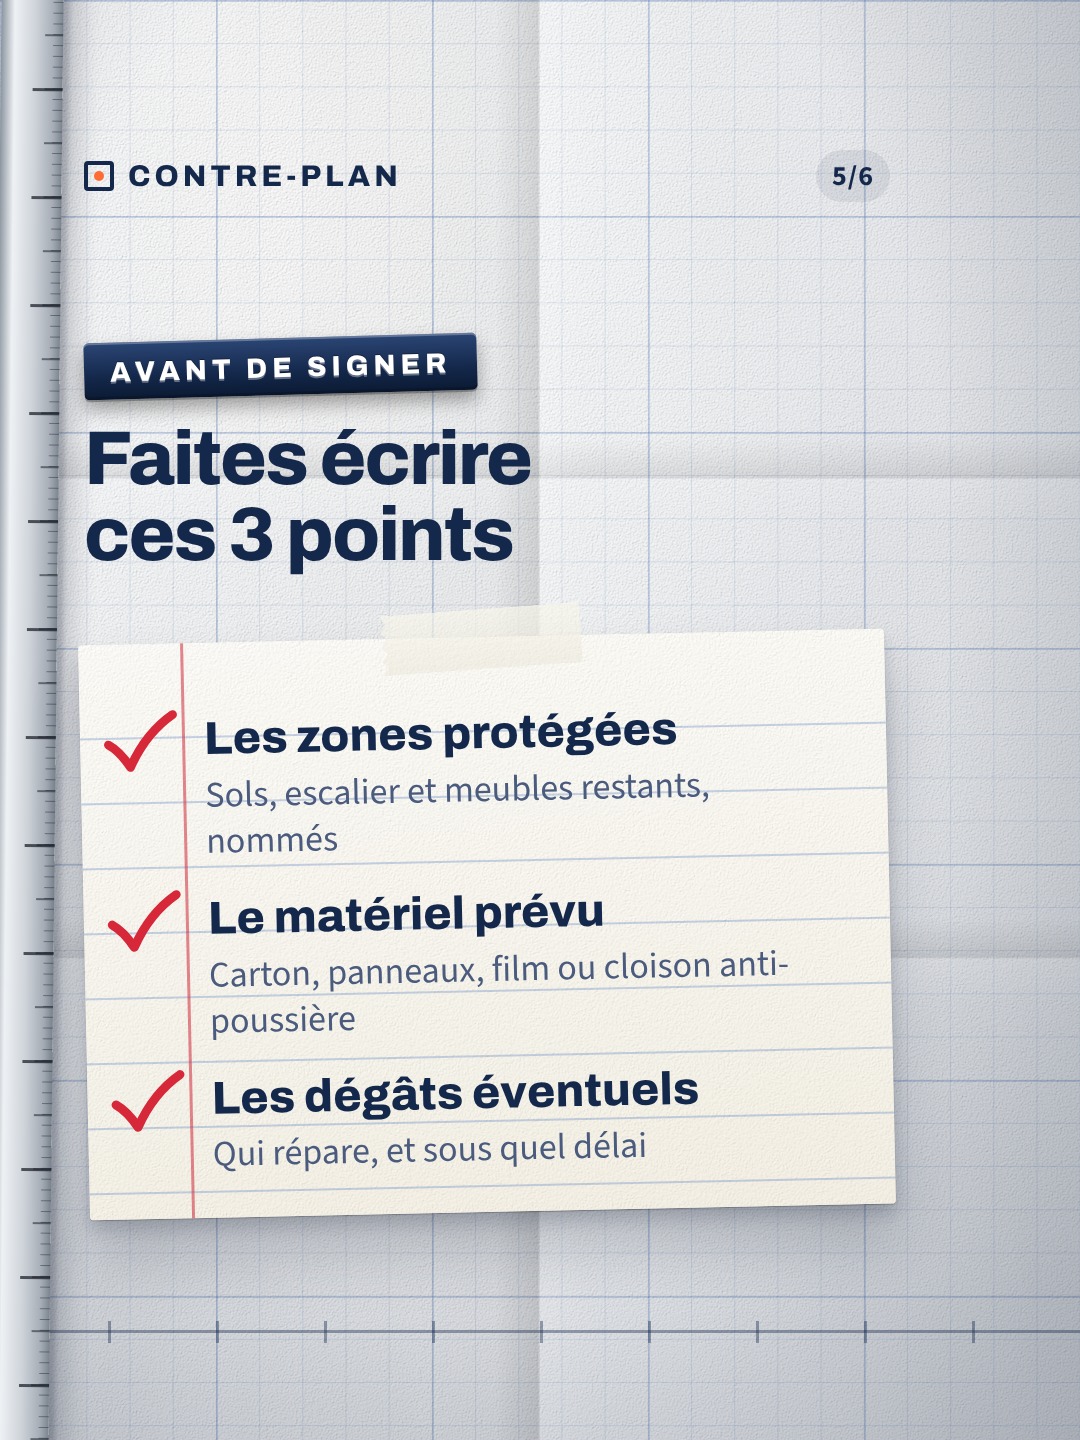 CONTRE-PLAN
5/6
AVANT DE SIGNER
Faites écrire
ces 3 points
Les zones protégées
Sols, escalier et meubles restants,
nommés
Le matériel prévu
Carton, panneaux, film ou cloison anti-
poussière
Les dégâts éventuels
Qui répare, et sous quel délai